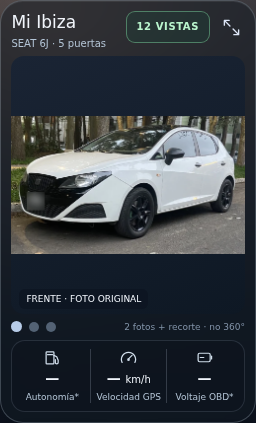 Mi Ibiza
12 VISTAS
SEAT 6J · 5 puertas
FRENTE · FOTO ORIGINAL
2 fotos + recorte · no 360°
—
— km/h
—
Autonomía*
Velocidad GPS
Voltaje OBD*